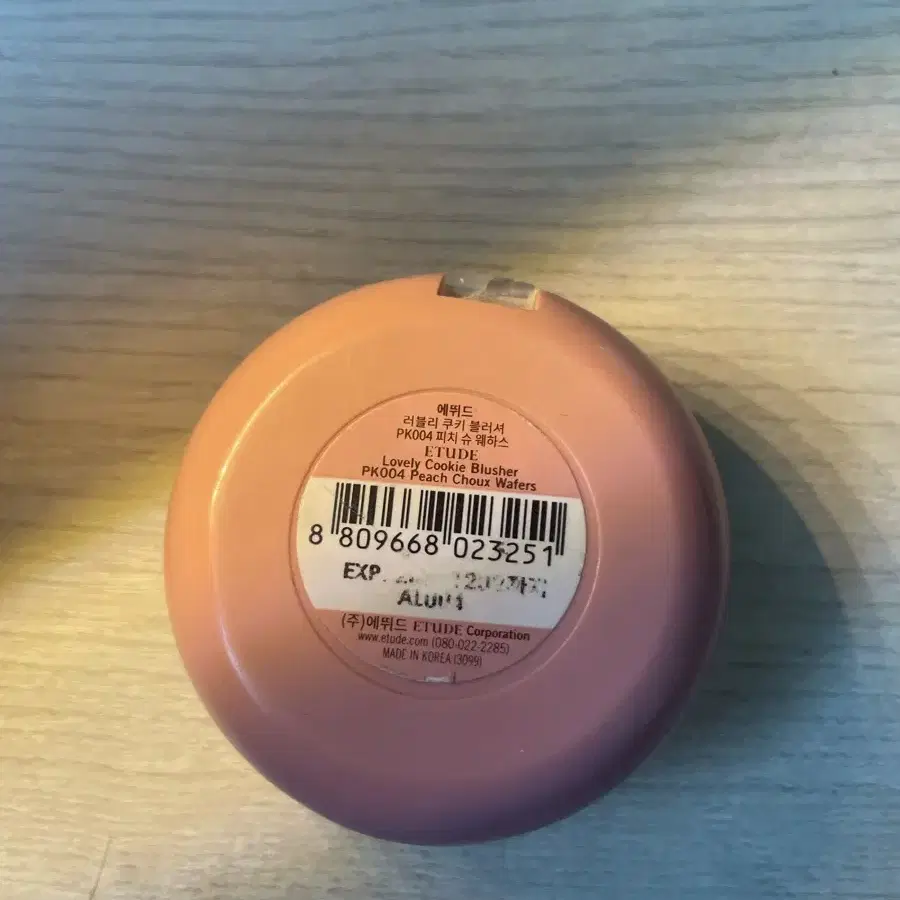 에뛰드
러블리 쿠키 블러셔
PK004 피치 슈 웨하스
ETUDE
Lovely Cookie Blusher
PK004 Peach Choux Wafers
8 809668 023251
EXP.
(주)에뛰드 ETUDE Corporation
www.etude.com (080-022-2285)
MADE IN KOREA (3099)